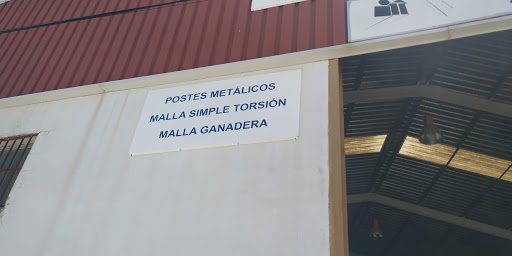 POSTES METÁLICOS
MALLA SIMPLE TORSIÓN
MALLA GANADERA